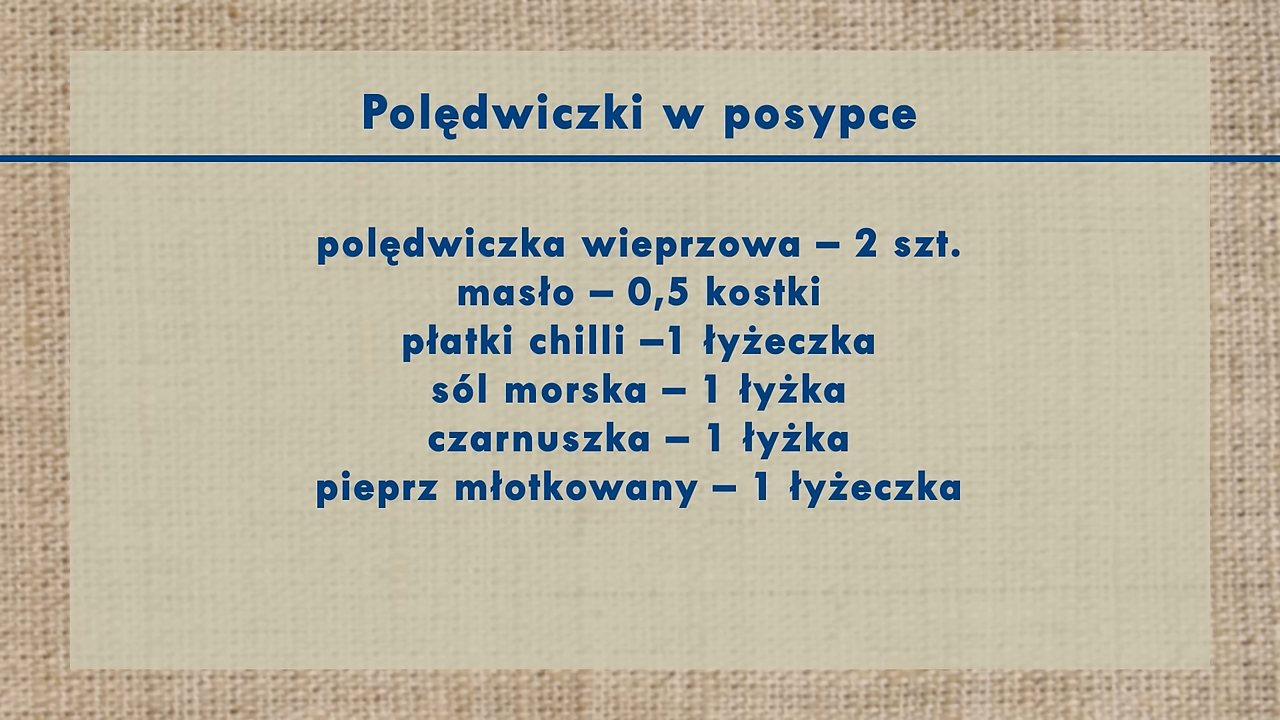 Polędwiczki w posypce
polędwiczka wieprzowa – 2 szt.
masło – 0,5 kostki
płatki chilli –1 łyżeczka
sól morska – 1 łyżka
czarnuszka – 1 łyżka
pieprz młotkowany – 1 łyżeczka